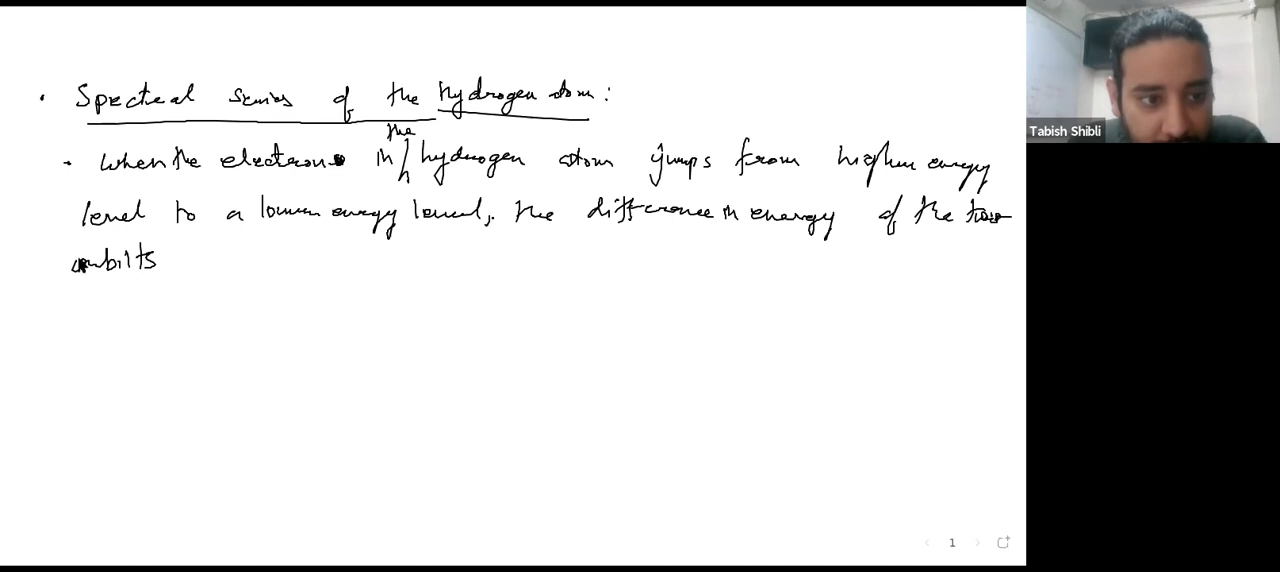 Spectral series of the hydrogen atom:
When the electron in the hydrogen atom jumps from higher energy
level to a lower energy level, the difference in energy of the two
orbits
Tabish Shibli
1